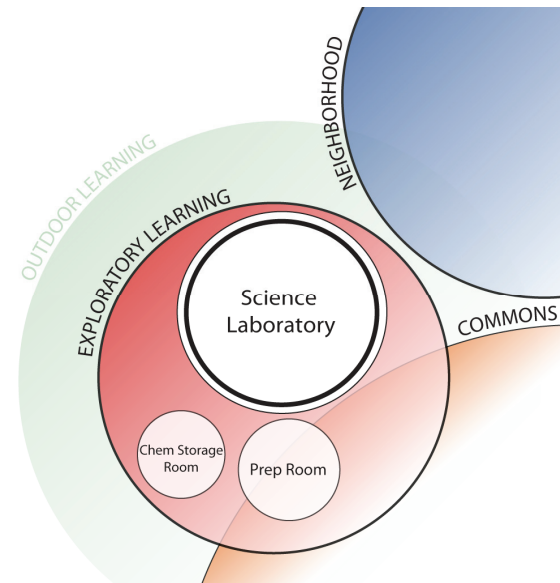 NEIGHBORHOOD
OUTDOOR LEARNING
EXPLORATORY LEARNING
Science
Laboratory
COMMONS
Chem Storage
Room
Prep Room